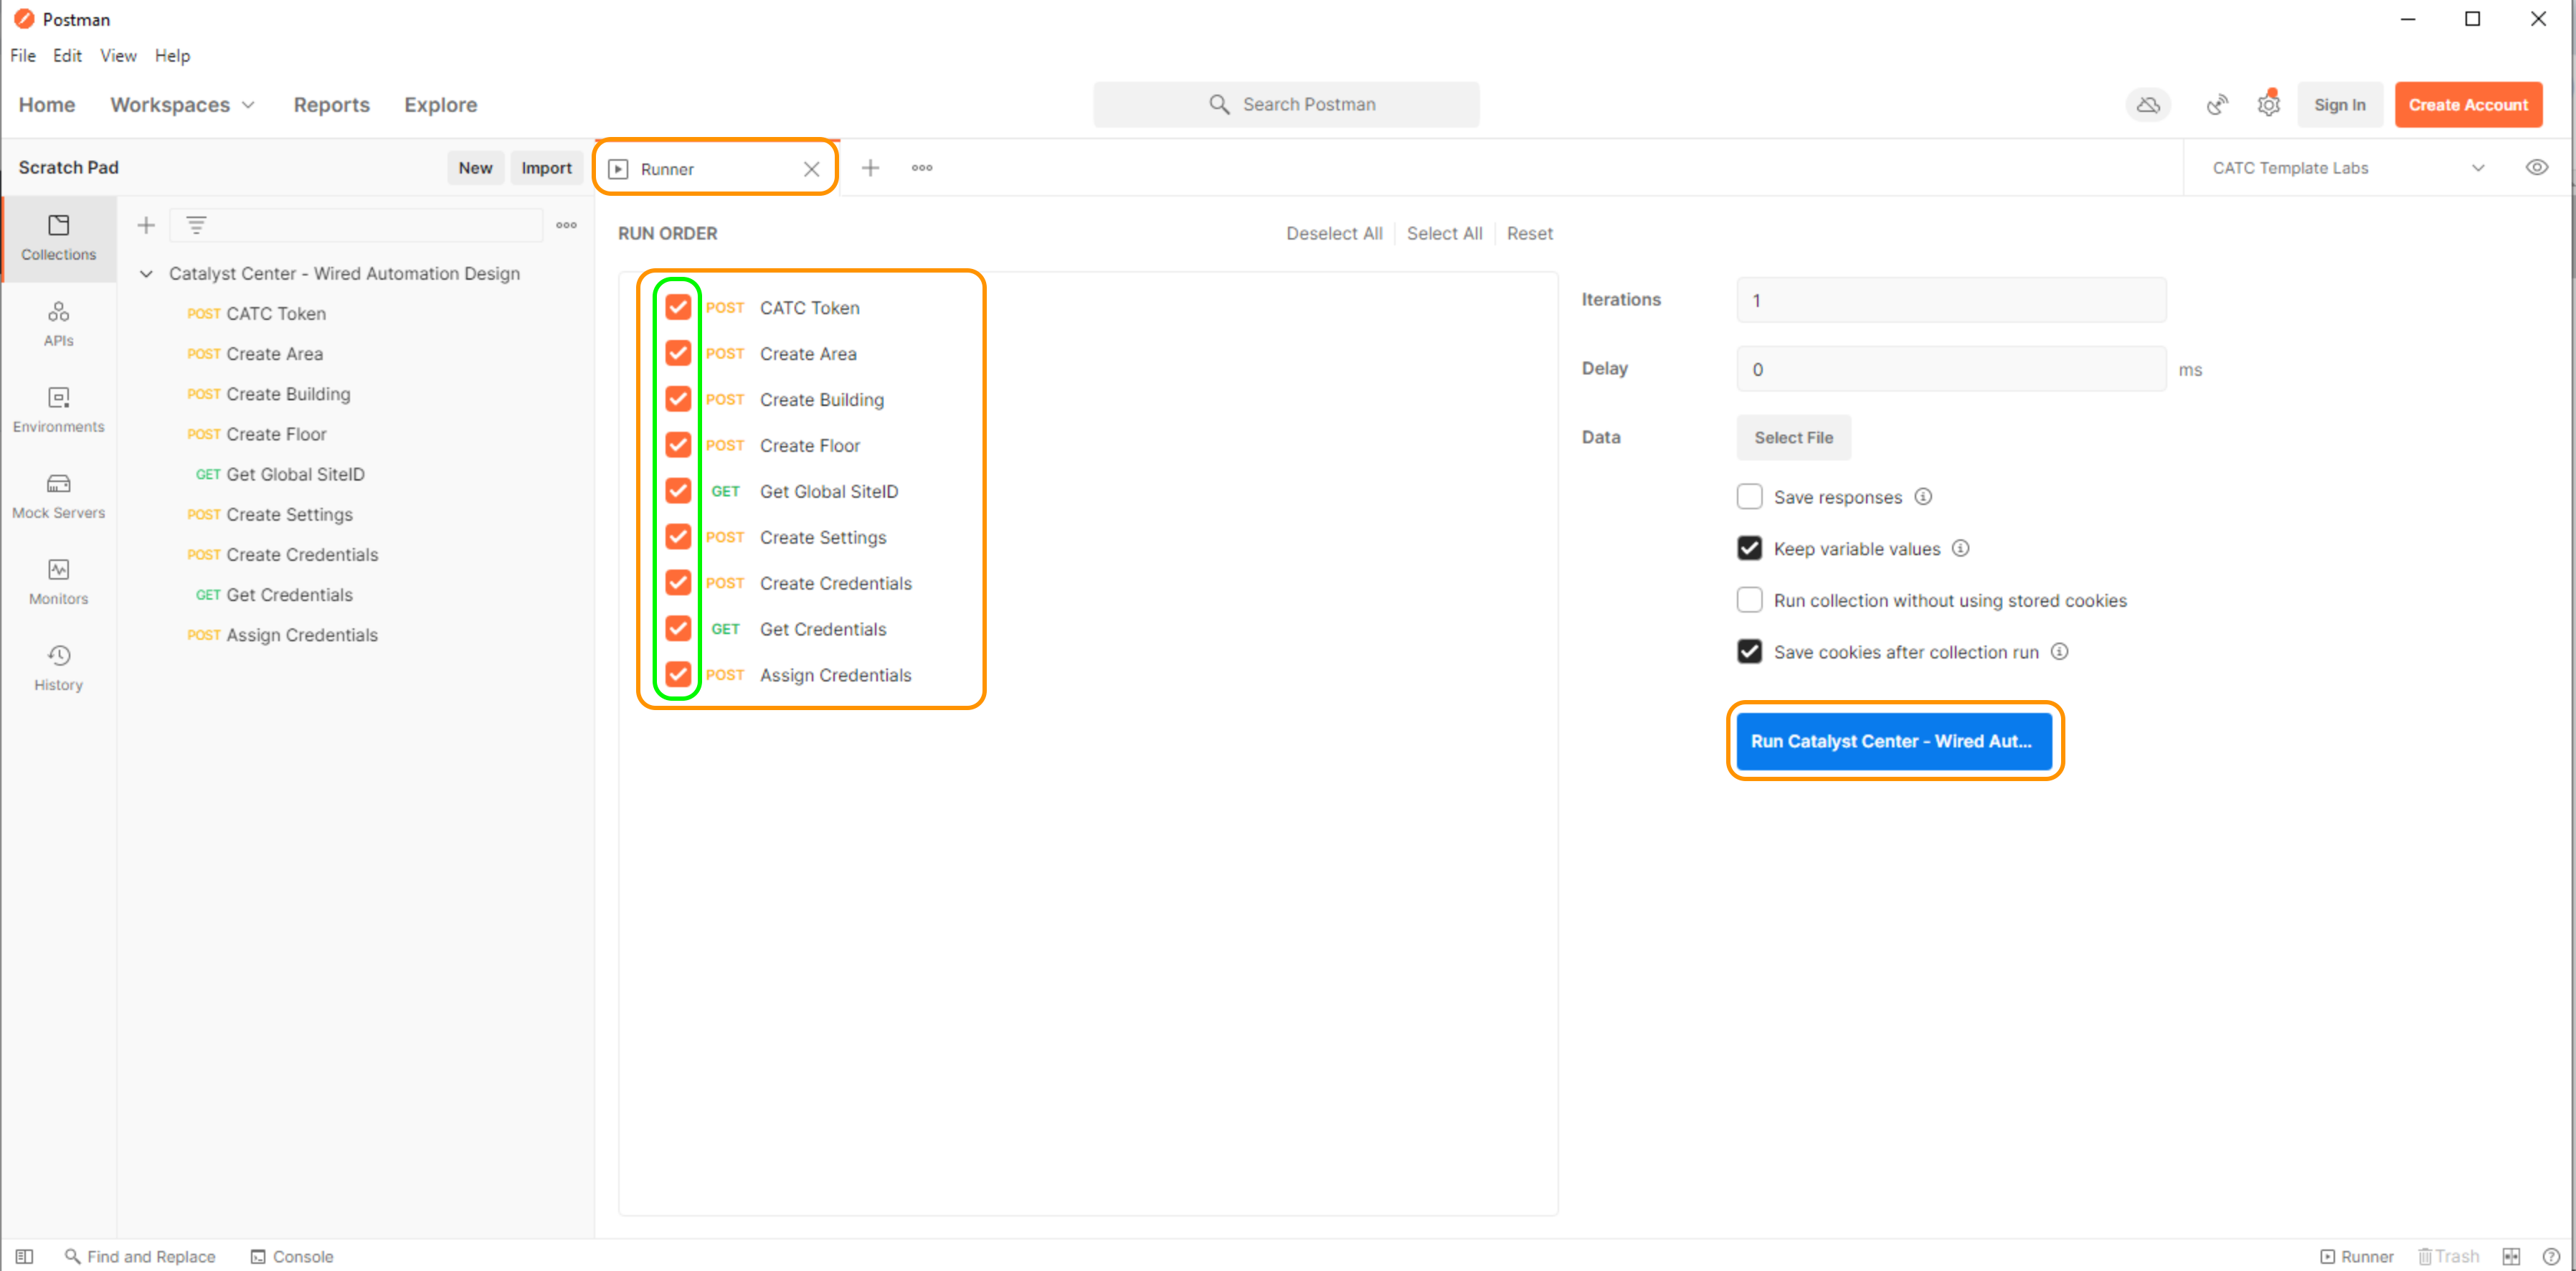 Postman
File Edit View Help
Home Workspaces Reports Explore
Search Postman
Sign In
Create Account
Scratch Pad
New
Import
Runner
CATC Template Labs
Collections
APIs
Environments
Mock Servers
Monitors
History
Catalyst Center - Wired Automation Design
POST CATC Token
POST Create Area
POST Create Building
POST Create Floor
GET Get Global SiteID
POST Create Settings
POST Create Credentials
GET Get Credentials
POST Assign Credentials
RUN ORDER
Deselect All Select All Reset
POST CATC Token
POST Create Area
POST Create Building
POST Create Floor
GET Get Global SiteID
POST Create Settings
POST Create Credentials
GET Get Credentials
POST Assign Credentials
Iterations 1
Delay 0 ms
Data Select File
Save responses
Keep variable values
Run collection without using stored cookies
Save cookies after collection run
Run Catalyst Center - Wired Aut...
Find and Replace Console
Runner Trash